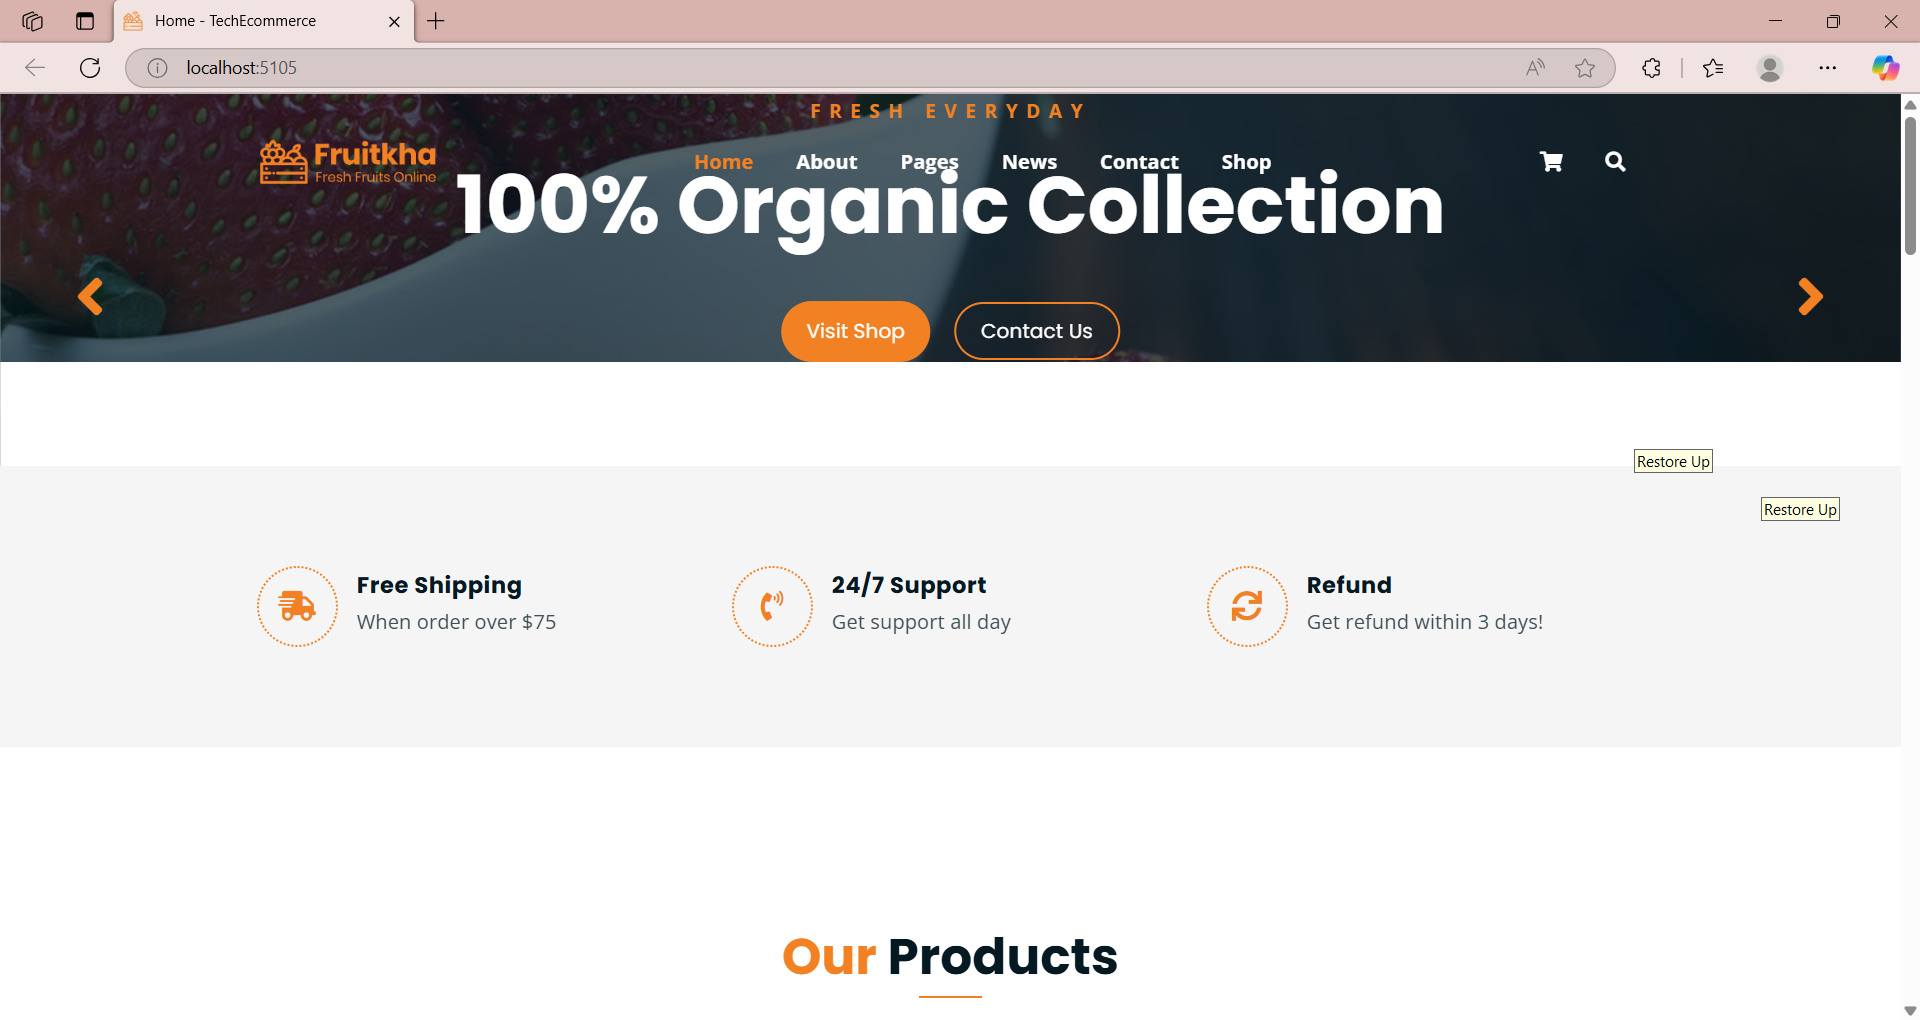 Home - TechEcommerce
localhost:5105
FRESH EVERYDAY
Fruitkha
Fresh Fruits Online
Home About Pages News Contact Shop
100% Organic Collection
Visit Shop Contact Us
Restore Up
Restore Up
Free Shipping
When order over $75
24/7 Support
Get support all day
Refund
Get refund within 3 days!
Our Products